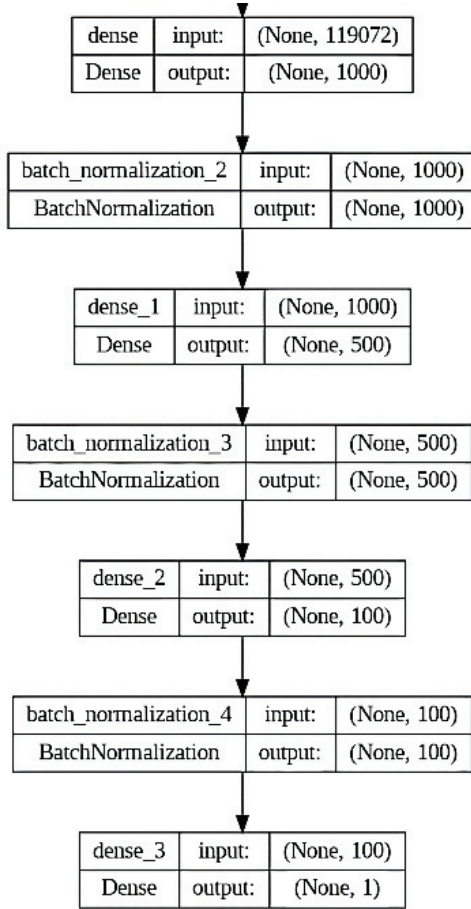 dense input: (None, 119072)
Dense output: (None, 1000)
batch_normalization_2 input: (None, 1000)
BatchNormalization output: (None, 1000)
dense_1 input: (None, 1000)
Dense output: (None, 500)
batch_normalization_3 input: (None, 500)
BatchNormalization output: (None, 500)
dense_2 input: (None, 500)
Dense output: (None, 100)
batch_normalization_4 input: (None, 100)
BatchNormalization output: (None, 100)
dense_3 input: (None, 100)
Dense output: (None, 1)